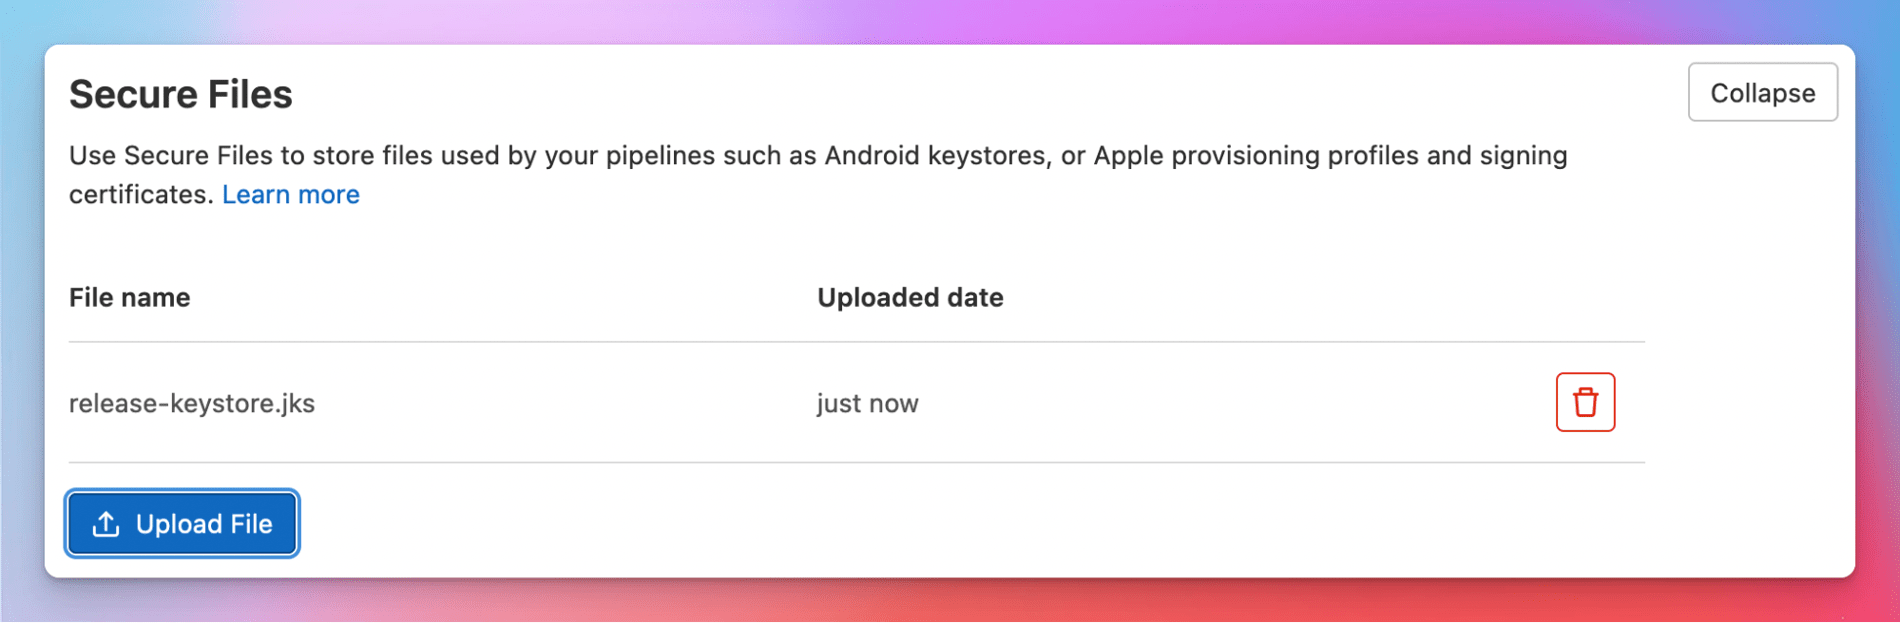 Secure Files
Collapse
Use Secure Files to store files used by your pipelines such as Android keystores, or Apple provisioning profiles and signing
certificates. Learn more
File name
Uploaded date
release-keystore.jks
just now
Upload File